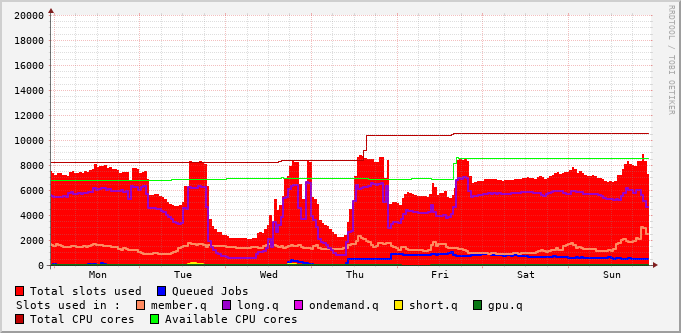 20000
18000
16000
14000
12000
10000
8000
6000
4000
2000
0
Mon Tue Wed Thu Fri Sat Sun
RRDTOOL / TOBI OETIKER
Total slots used Queued Jobs
Slots used in : member.q long.q ondemand.q short.q gpu.q
Total CPU cores Available CPU cores